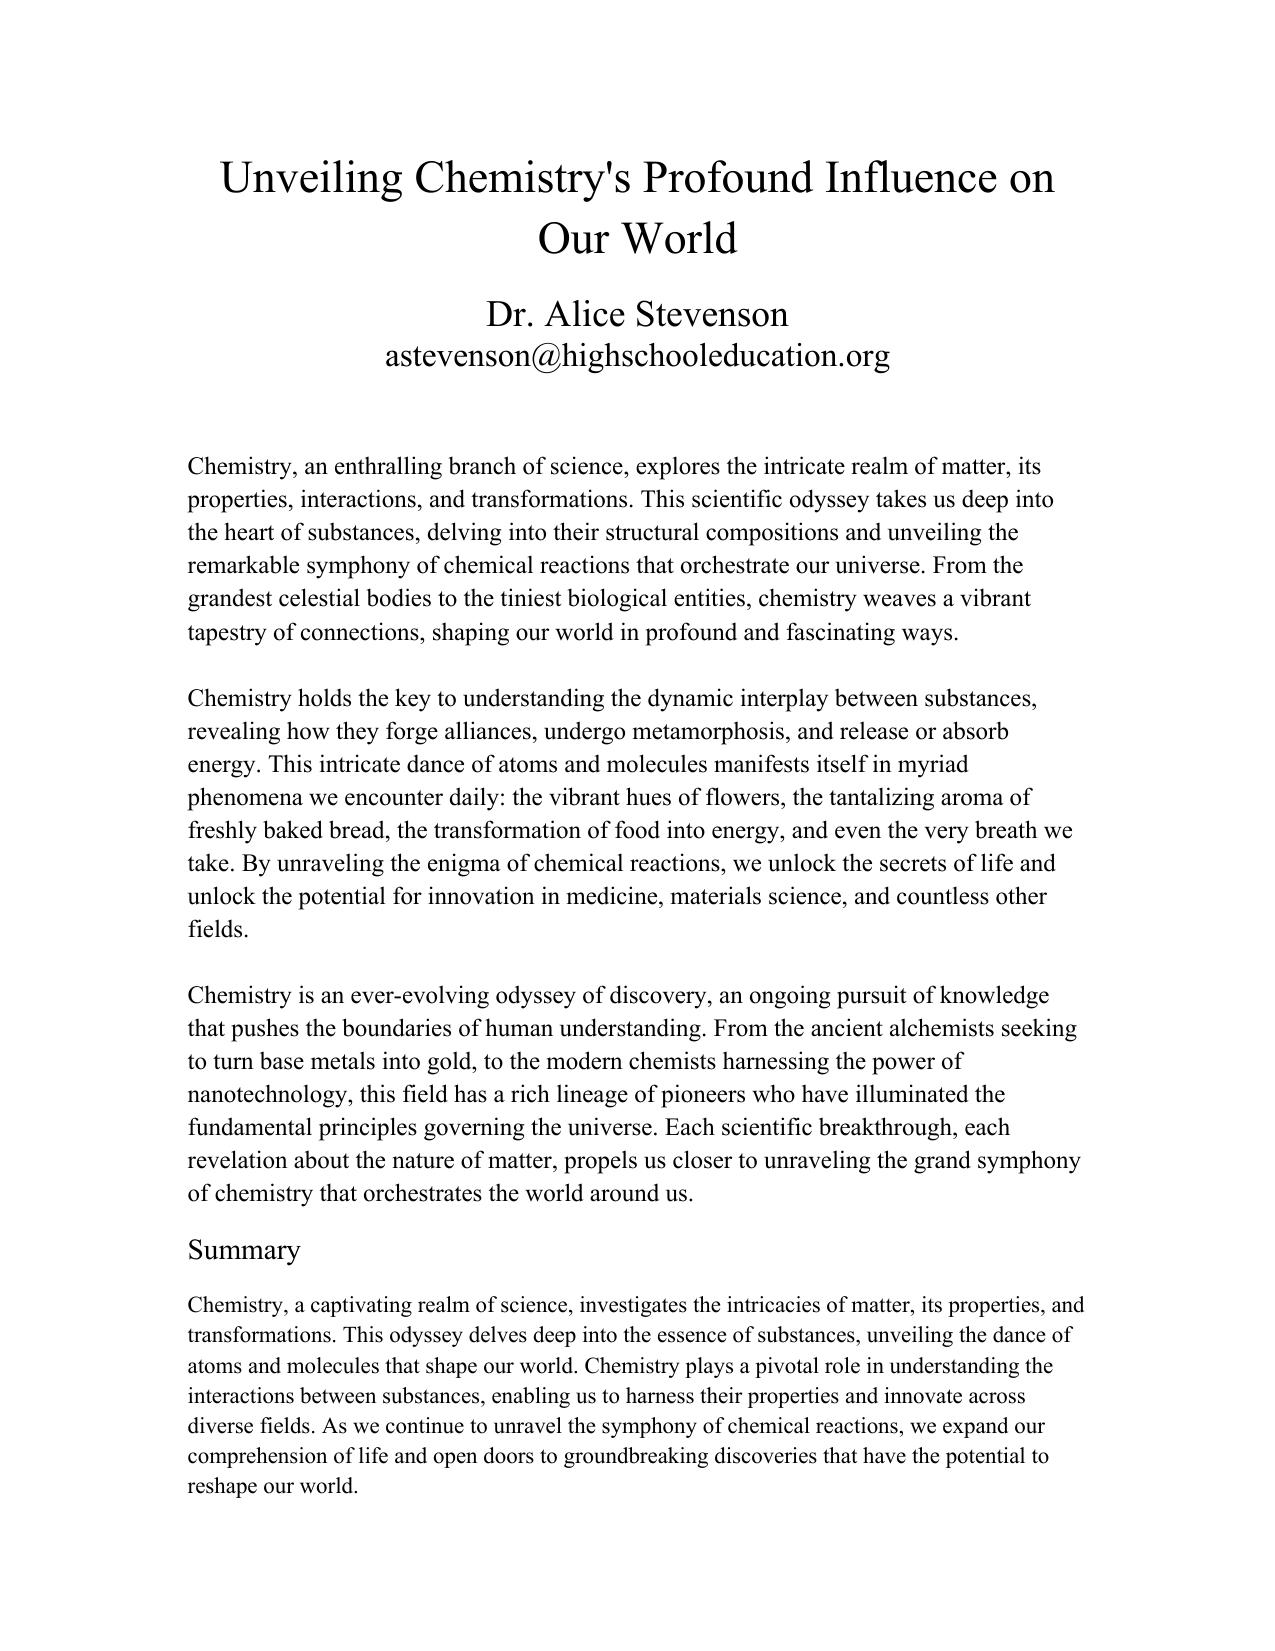 Unveiling Chemistry's Profound Influence on
Our World
Dr. Alice Stevenson
astevenson@highschooleducation.org
Chemistry, an enthralling branch of science, explores the intricate realm of matter, its
properties, interactions, and transformations. This scientific odyssey takes us deep into
the heart of substances, delving into their structural compositions and unveiling the
remarkable symphony of chemical reactions that orchestrate our universe. From the
grandest celestial bodies to the tiniest biological entities, chemistry weaves a vibrant
tapestry of connections, shaping our world in profound and fascinating ways.
Chemistry holds the key to understanding the dynamic interplay between substances,
revealing how they forge alliances, undergo metamorphosis, and release or absorb
energy. This intricate dance of atoms and molecules manifests itself in myriad
phenomena we encounter daily: the vibrant hues of flowers, the tantalizing aroma of
freshly baked bread, the transformation of food into energy, and even the very breath we
take. By unraveling the enigma of chemical reactions, we unlock the secrets of life and
unlock the potential for innovation in medicine, materials science, and countless other
fields.
Chemistry is an ever-evolving odyssey of discovery, an ongoing pursuit of knowledge
that pushes the boundaries of human understanding. From the ancient alchemists seeking
to turn base metals into gold, to the modern chemists harnessing the power of
nanotechnology, this field has a rich lineage of pioneers who have illuminated the
fundamental principles governing the universe. Each scientific breakthrough, each
revelation about the nature of matter, propels us closer to unraveling the grand symphony
of chemistry that orchestrates the world around us.
Summary
Chemistry, a captivating realm of science, investigates the intricacies of matter, its properties, and
transformations. This odyssey delves deep into the essence of substances, unveiling the dance of
atoms and molecules that shape our world. Chemistry plays a pivotal role in understanding the
interactions between substances, enabling us to harness their properties and innovate across
diverse fields. As we continue to unravel the symphony of chemical reactions, we expand our
comprehension of life and open doors to groundbreaking discoveries that have the potential to
reshape our world.